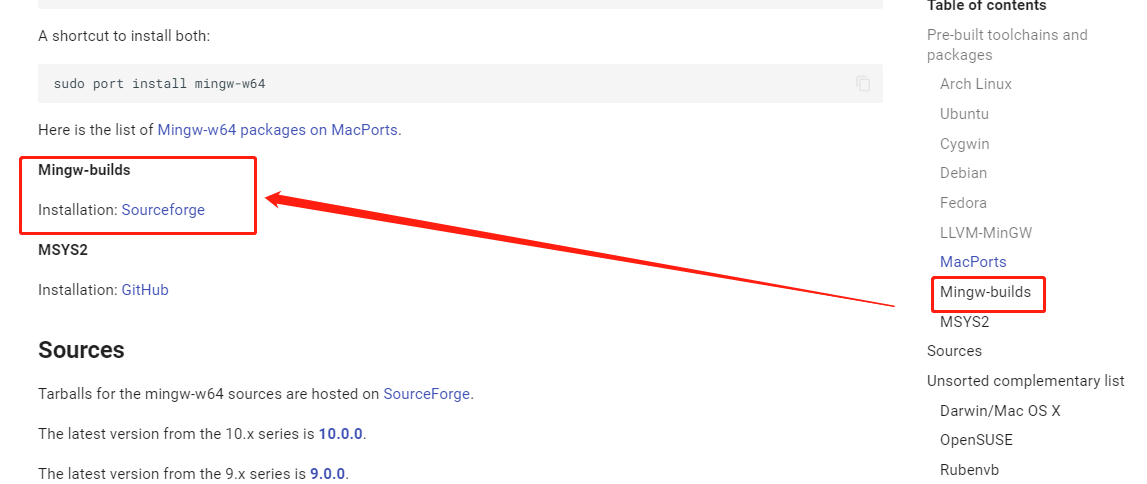 A shortcut to install both:
sudo port install mingw-w64
Here is the list of Mingw-w64 packages on MacPorts.
Mingw-builds
Installation: Sourceforge
MSYS2
Installation: GitHub
Sources
Tarballs for the mingw-w64 sources are hosted on SourceForge.
The latest version from the 10.x series is 10.0.0.
The latest version from the 9.x series is 9.0.0.
Table of contents
Pre-built toolchains and
packages
Arch Linux
Ubuntu
Cygwin
Debian
Fedora
LLVM-MinGW
MacPorts
Mingw-builds
MSYS2
Sources
Unsorted complementary list
Darwin/Mac OS X
OpenSUSE
Rubenvb